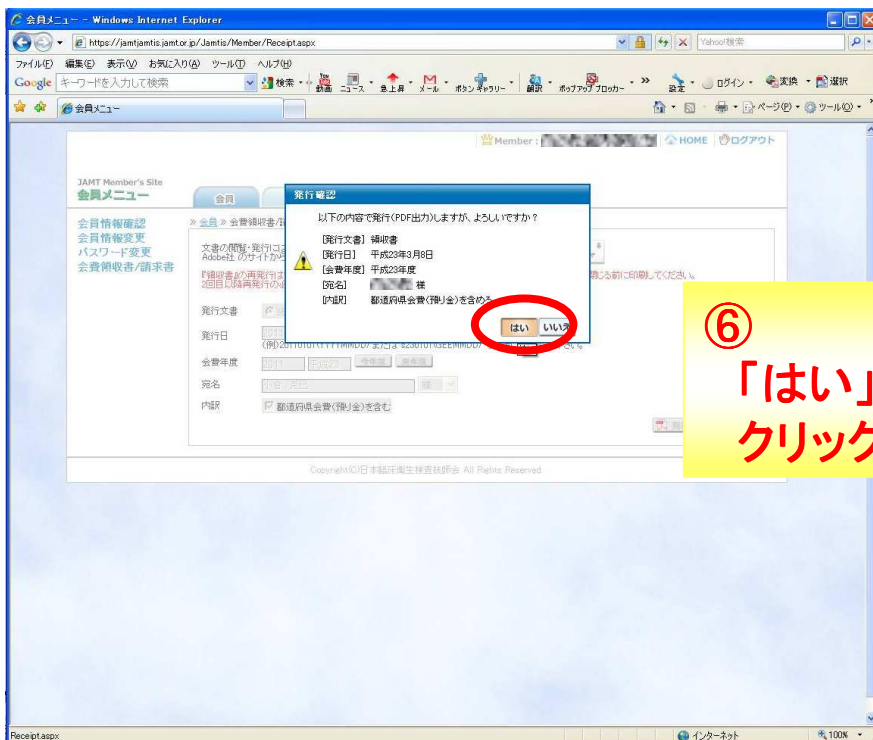 会員メニュー - Windows Internet Explorer
https://jamtjamtis.jamt.or.jp/Jamtis/Member/Receipt.aspx
Yahoo!検索
ファイル(F) 編集(E) 表示(V) お気に入り(A) ツール(T) ヘルプ(H)
Google キーワードを入力して検索 検索 動画 ニュース 急上昇 メール ボタンギャラリー 翻訳 ポップアップブロッカー 設定 ログイン 変換 選択
会員メニュー ページ(P) ツール(O)
Member : HOME ログアウト
JAMT Member's Site
会員メニュー
会員
会員情報確認
会員情報変更
パスワード変更
会費領収書/請求書
» 会員 » 会費領収書/
文書の閲覧・発行に
Adobe社 のサイトから
『領収書』の再発行は
2回目以降再発行の
閉じる前に印刷してください。
発行確認
以下の内容で発行(PDF出力)しますが、よろしいですか?
[発行文書] 領収書
[発行日] 平成23年3月8日
[会費年度] 平成23年度
[宛名] 様
[内訳] 都道府県会費(預り金)を含める
はい いいえ
発行文書
発行日 2011
会費年度 2011 平成23 今年度 来年度
宛名 様
内訳 都道府県会費(預り金)を含む
Copyright(C)日本臨床衛生検査技師会 All Rights Reserved.
⑥
「はい」
クリック
Receipt.aspx インターネット 100%